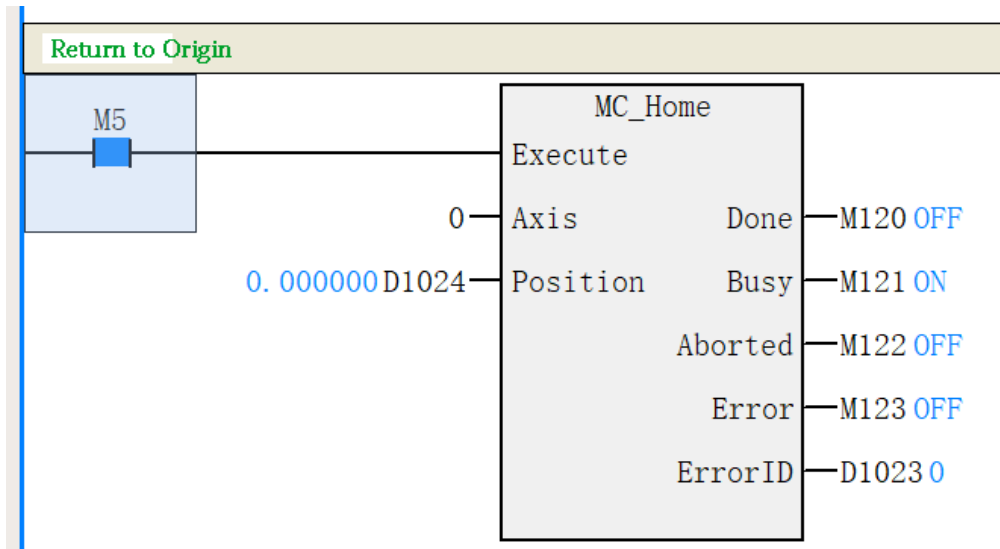 Return to Origin
M5
MC_Home
Execute
0 Axis Done M120 OFF
0.000000 D1024 Position Busy M121 ON
Aborted M122 OFF
Error M123 OFF
ErrorID D1023 0